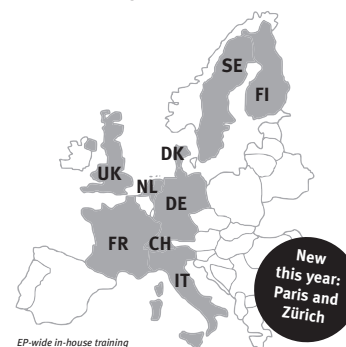 SE
FI
DK
UK
NL
DE
FR
CH
IT
New
this year:
Paris and
Zürich
EP-wide in-house training